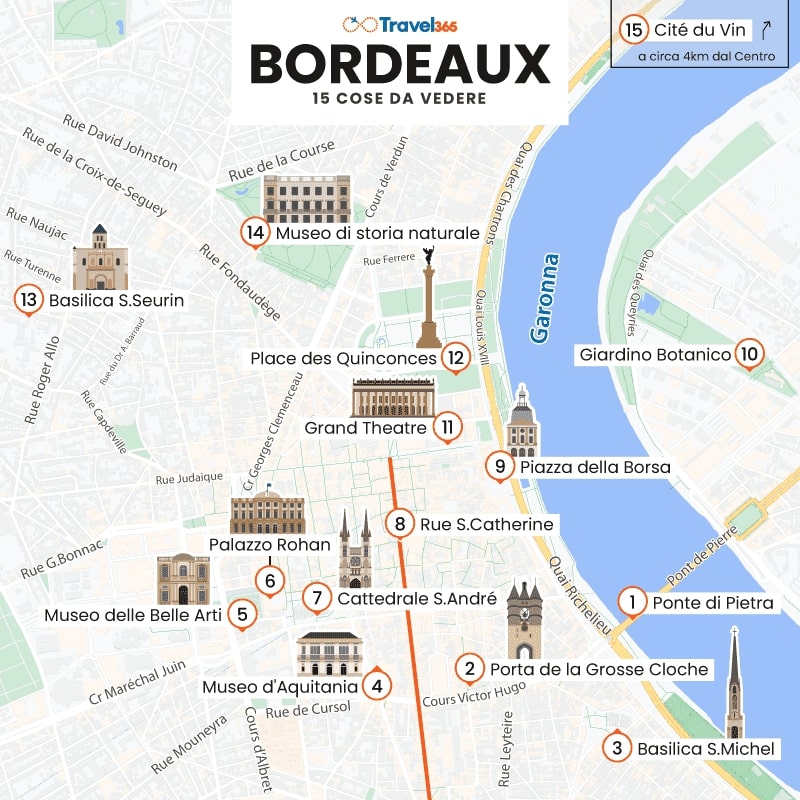 Travel365
BORDEAUX
15 COSE DA VEDERE
15 Cité du Vin
a circa 4km dal Centro
Rue David Johnston
Rue de la Croix-de-Seguey
Rue de la Course
Cours de Verdun
Quai des Chartrons
Rue Naujac
Rue Turenne
14 Museo di storia naturale
Rue Ferrere
Rue Fondaudège
13 Basilica S.Seurin
Garonna
Quai des Queyries
Quai Louis XVIII
Rue du Dr A. Barraud
Rue Roger Allo
Place des Quinconces 12
Giardino Botanico 10
Rue Capdeville
Cr Georges Clemenceau
Grand Theatre 11
9 Piazza della Borsa
Rue Judaique
8 Rue S.Catherine
Palazzo Rohan
6
Rue G.Bonnac
Pont de Pierre
Quai Richelieu
7 Cattedrale S.André
1 Ponte di Pietra
Museo delle Belle Arti 5
2 Porta de la Grosse Cloche
Museo d'Aquitania 4
Cr Maréchal Juin
Cours Victor Hugo
Rue de Cursol
Rue Mouneyra
Cours d'Albret
Rue Leyteire
3 Basilica S.Michel